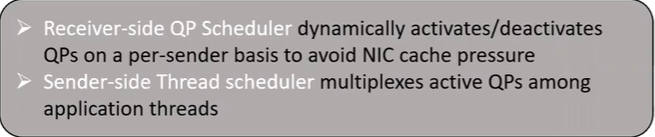 ➢ Receiver-side QP Scheduler dynamically activates/deactivates
QPs on a per-sender basis to avoid NIC cache pressure
➢ Sender-side Thread scheduler multiplexes active QPs among
application threads